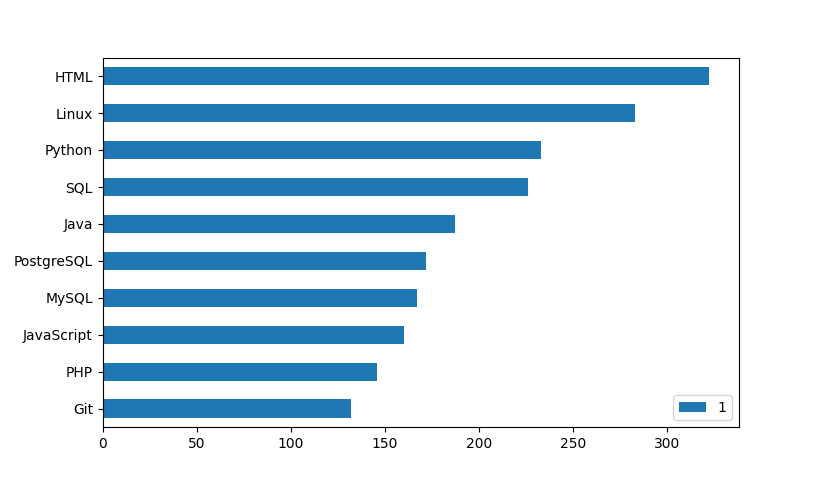 HTML
Linux
Python
SQL
Java
PostgreSQL
MySQL
JavaScript
PHP
Git
1
0 50 100 150 200 250 300